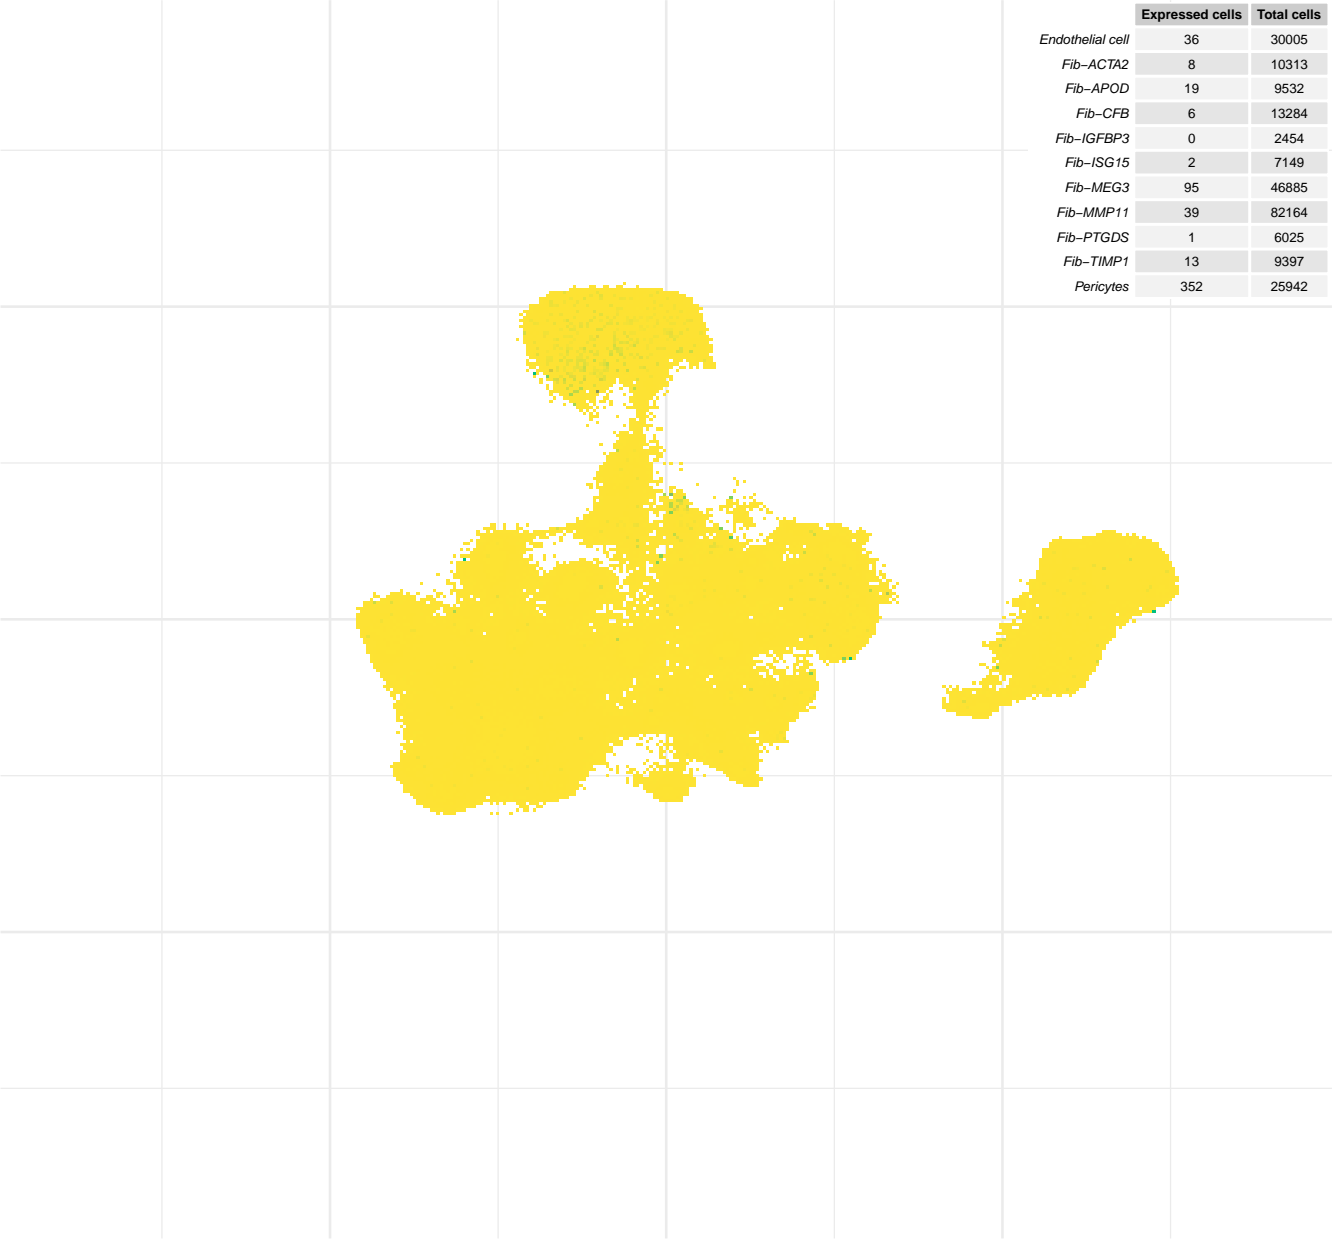 Expressed cells Total cells
Endothelial cell 36 30005
Fib−ACTA2 8 10313
Fib−APOD 19 9532
Fib−CFB 6 13284
Fib−IGFBP3 0 2454
Fib−ISG15 2 7149
Fib−MEG3 95 46885
Fib−MMP11 39 82164
Fib−PTGDS 1 6025
Fib−TIMP1 13 9397
Pericytes 352 25942